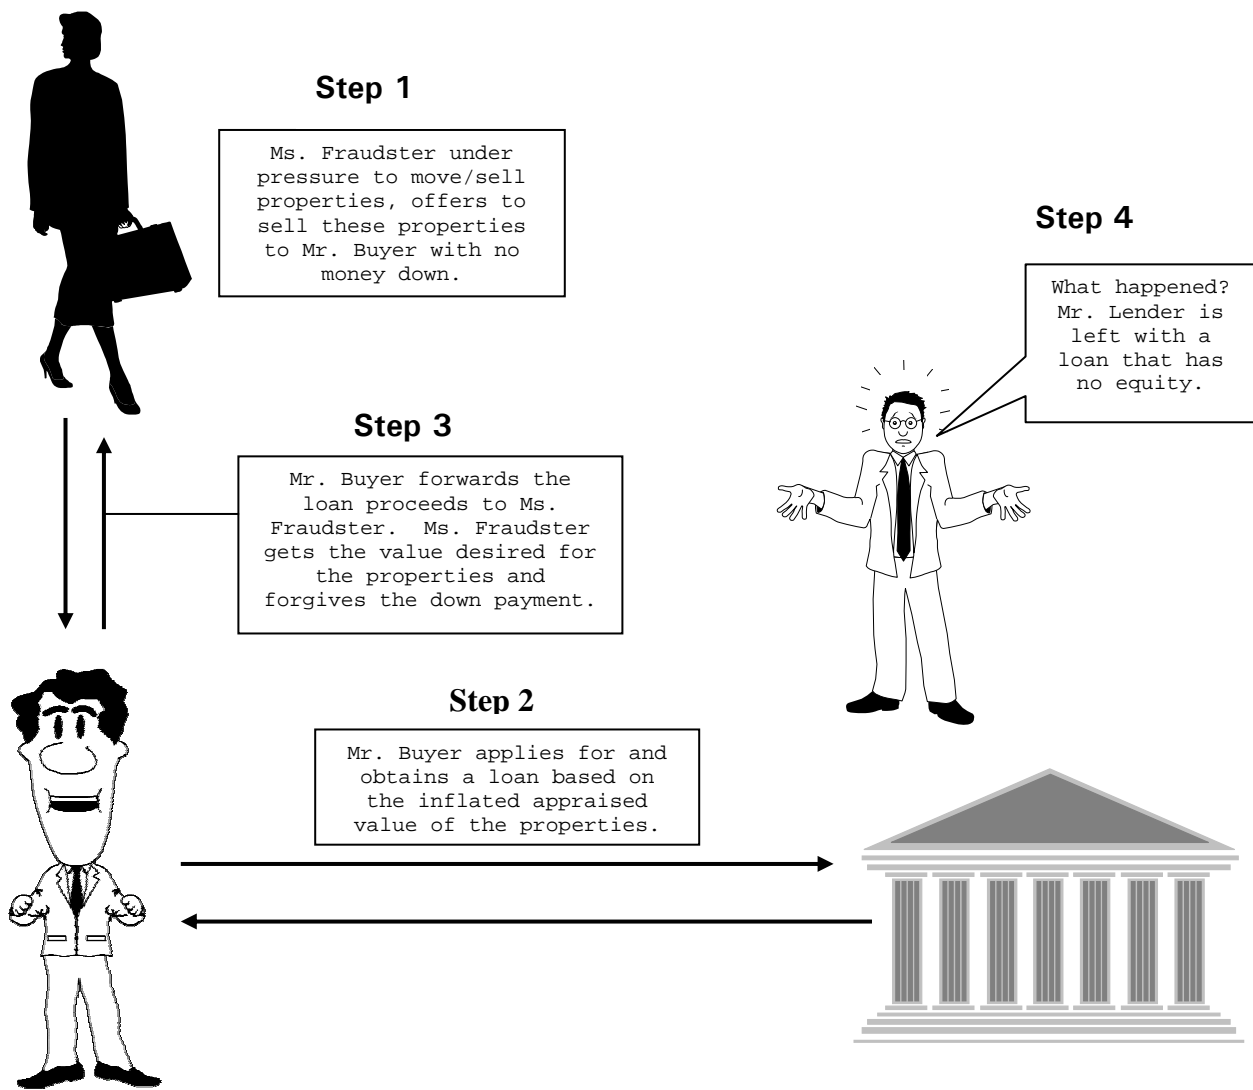 Step 1
Ms. Fraudster under
pressure to move/sell
properties, offers to
sell these properties
to Mr. Buyer with no
money down.
Step 3
Mr. Buyer forwards the
loan proceeds to Ms.
Fraudster.  Ms. Fraudster
gets the value desired for
the properties and
forgives the down payment.
Step 2
Mr. Buyer applies for and
obtains a loan based on
the inflated appraised
value of the properties.
Step 4
What happened?
Mr. Lender is
left with a
loan that has
no equity.